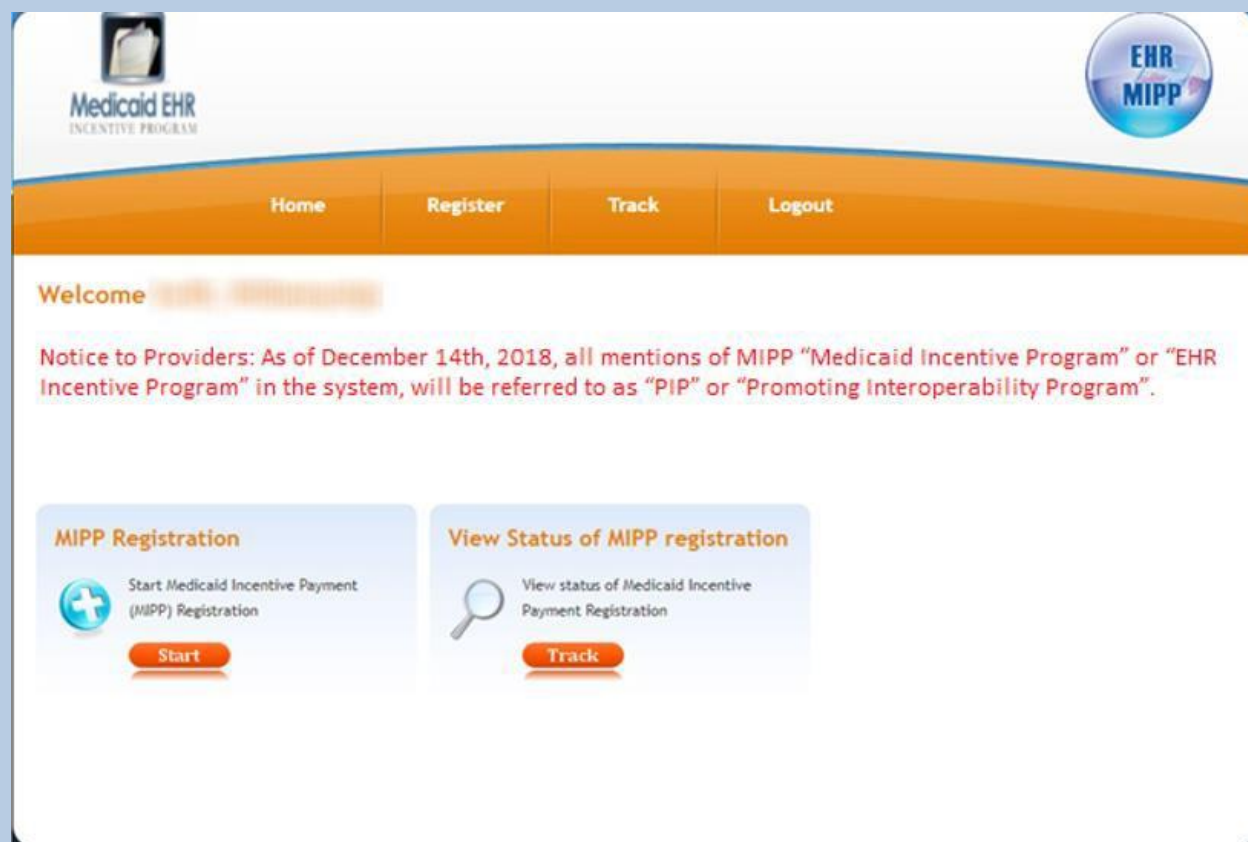 Medicaid EHR
INCENTIVE PROGRAM
EHR
MIPP
Home Register Track Logout
Welcome
Notice to Providers: As of December 14th, 2018, all mentions of MIPP “Medicaid Incentive Program” or “EHR
Incentive Program” in the system, will be referred to as “PIP” or “Promoting Interoperability Program”.
MIPP Registration
Start Medicaid Incentive Payment
(MIPP) Registration
Start
View Status of MIPP registration
View status of Medicaid Incentive
Payment Registration
Track